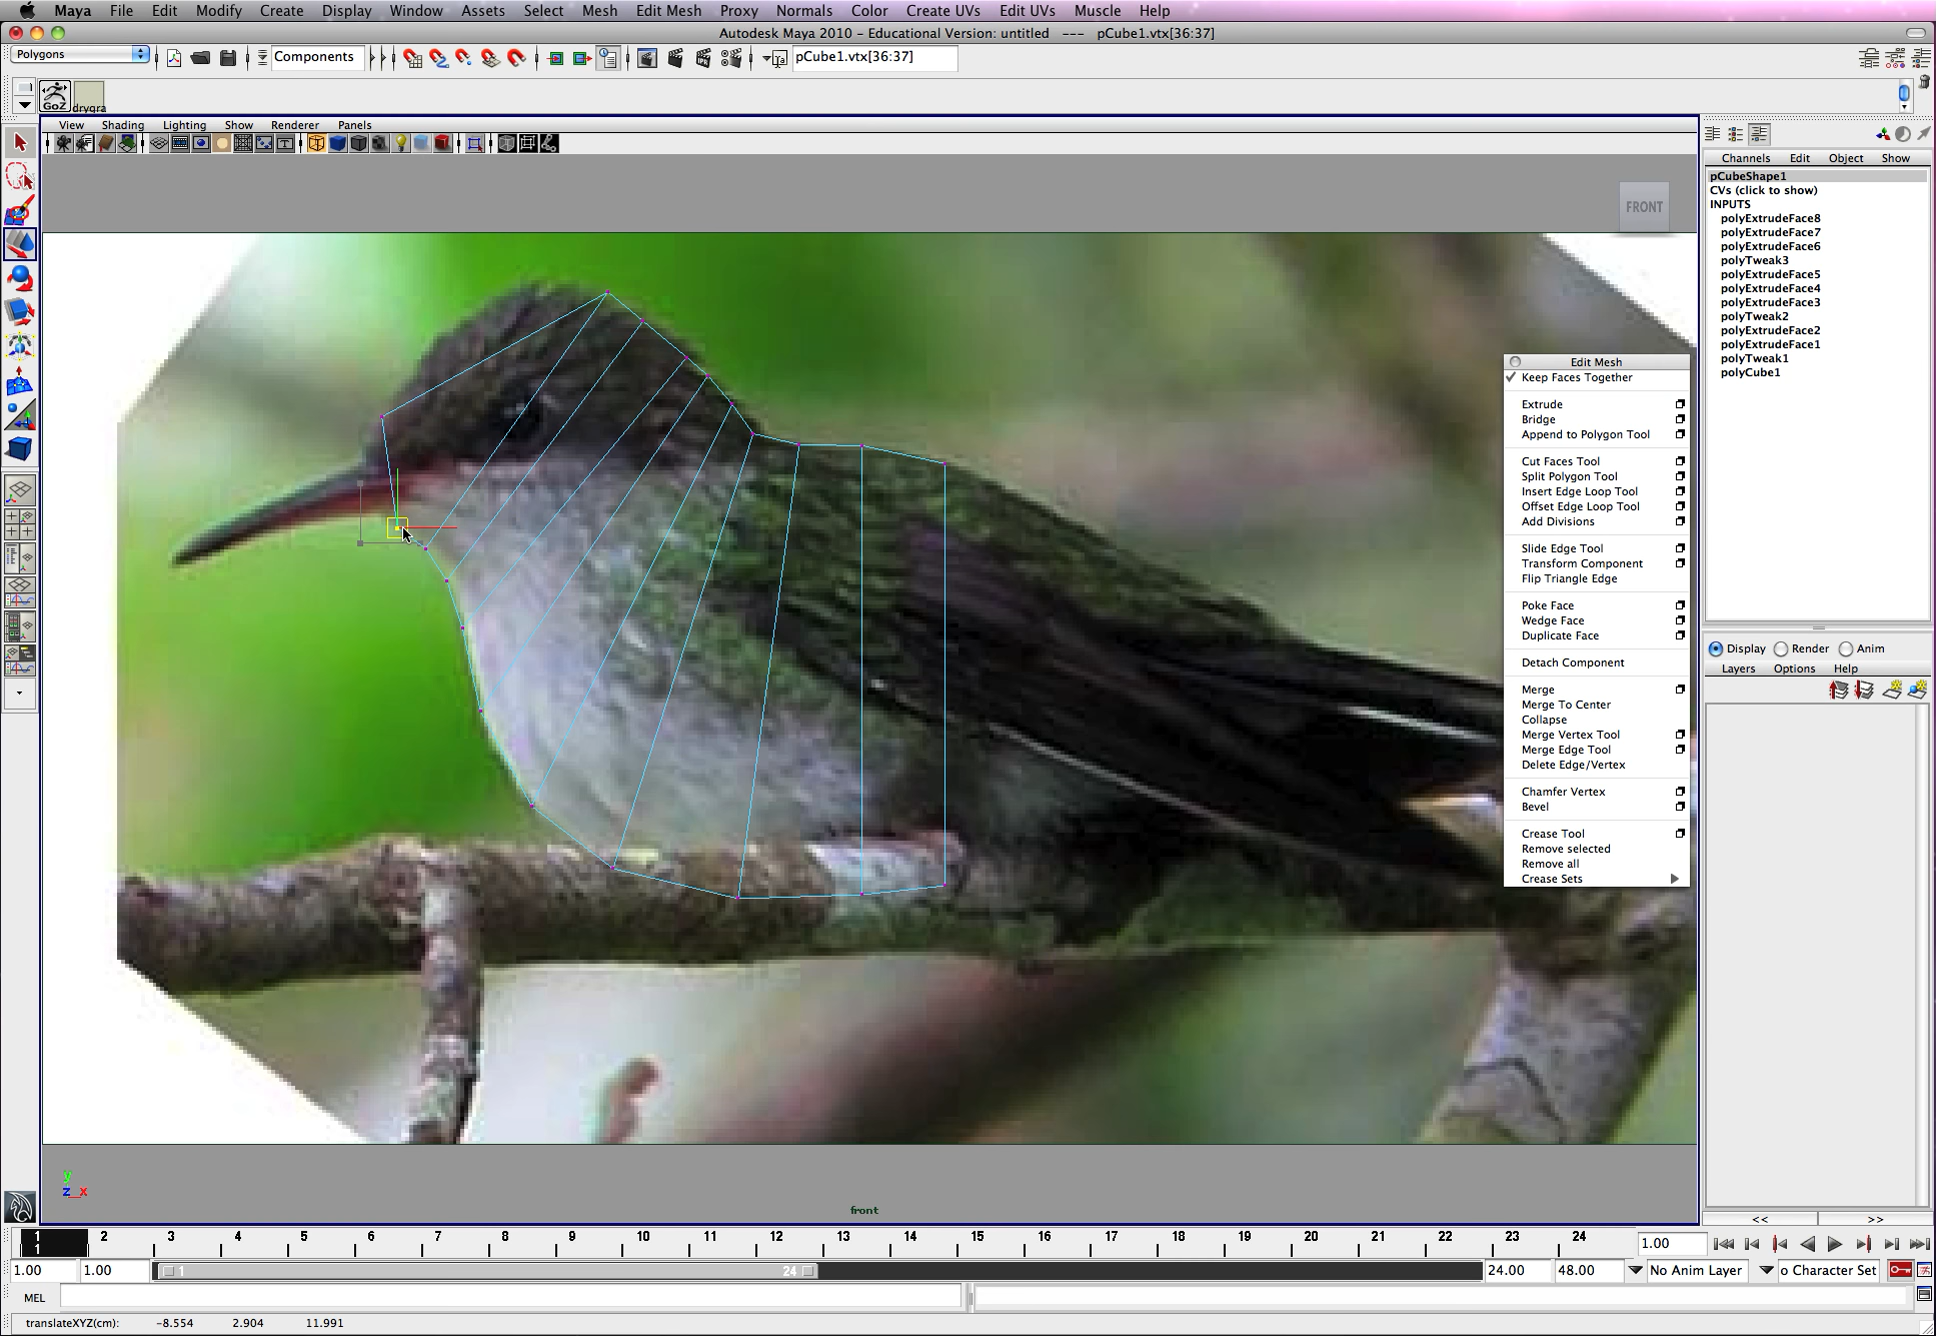 Maya File Edit Modify Create Display Window Assets Select Mesh Edit Mesh Proxy Normals Color Create UVs Edit UVs Muscle Help
Autodesk Maya 2010 - Educational Version: untitled --- pCube1.vtx[36:37]
Polygons
Components
pCube1.vtx[36:37]
GoZ
drygra
View Shading Lighting Show Renderer Panels
FRONT
Channels Edit Object Show
pCubeShape1
CVs (click to show)
INPUTS
polyExtrudeFace8
polyExtrudeFace7
polyExtrudeFace6
polyTweak3
polyExtrudeFace5
polyExtrudeFace4
polyExtrudeFace3
polyTweak2
polyExtrudeFace2
polyExtrudeFace1
polyTweak1
polyCube1
Edit Mesh
Keep Faces Together
Extrude
Bridge
Append to Polygon Tool
Cut Faces Tool
Split Polygon Tool
Insert Edge Loop Tool
Offset Edge Loop Tool
Add Divisions
Slide Edge Tool
Transform Component
Flip Triangle Edge
Poke Face
Wedge Face
Duplicate Face
Detach Component
Merge
Merge To Center
Collapse
Merge Vertex Tool
Merge Edge Tool
Delete Edge/Vertex
Chamfer Vertex
Bevel
Crease Tool
Remove selected
Remove all
Crease Sets
Display Render Anim
Layers Options Help
<< >>
y
z x
front
1 2 3 4 5 6 7 8 9 10 11 12 13 14 15 16 17 18 19 20 21 22 23 24
1
1.00
1.00 1.00 1 24 24.00 48.00 No Anim Layer o Character Set
MEL
translateXYZ(cm): -8.554 2.904 11.991